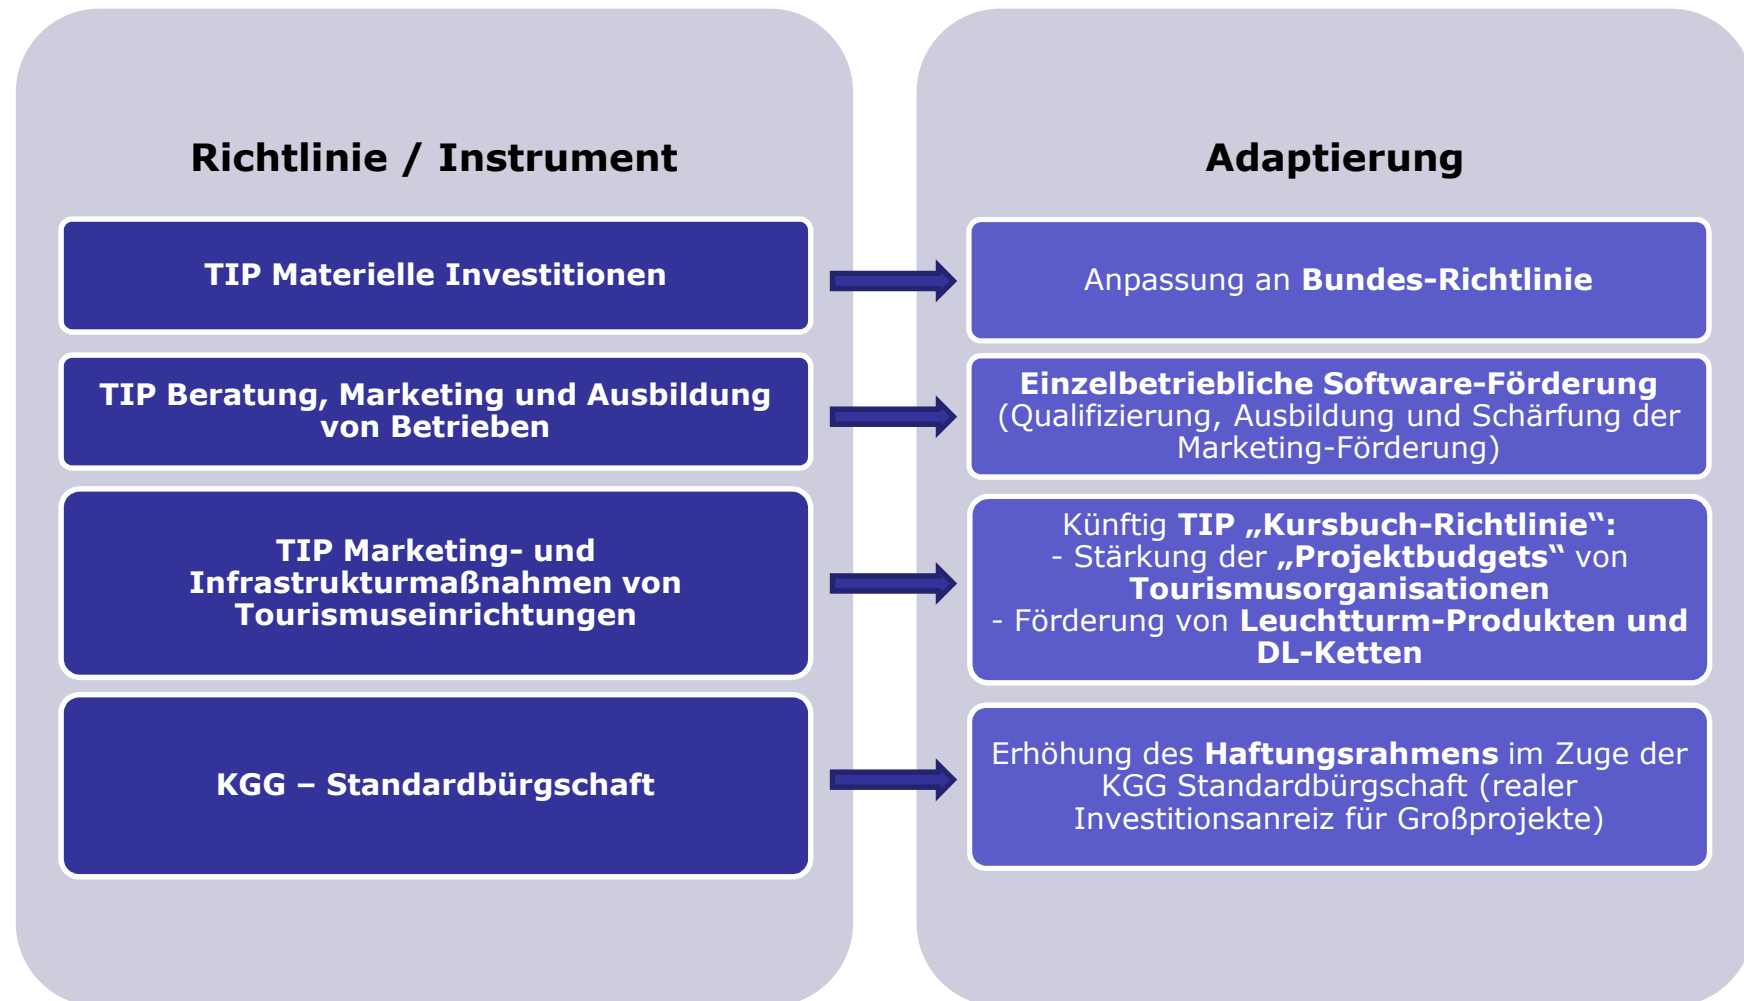 Richtlinie / Instrument
TIP Materielle Investitionen
TIP Beratung, Marketing und Ausbildung
von Betrieben
TIP Marketing- und
Infrastrukturmaßnahmen von
Tourismuseinrichtungen
KGG – Standardbürgschaft
Adaptierung
Anpassung an Bundes-Richtlinie
Einzelbetriebliche Software-Förderung
(Qualifizierung, Ausbildung und Schärfung der
Marketing-Förderung)
Künftig TIP „Kursbuch-Richtlinie“:
- Stärkung der „Projektbudgets“ von
Tourismusorganisationen
- Förderung von Leuchtturm-Produkten und
DL-Ketten
Erhöhung des Haftungsrahmens im Zuge der
KGG Standardbürgschaft (realer
Investitionsanreiz für Großprojekte)